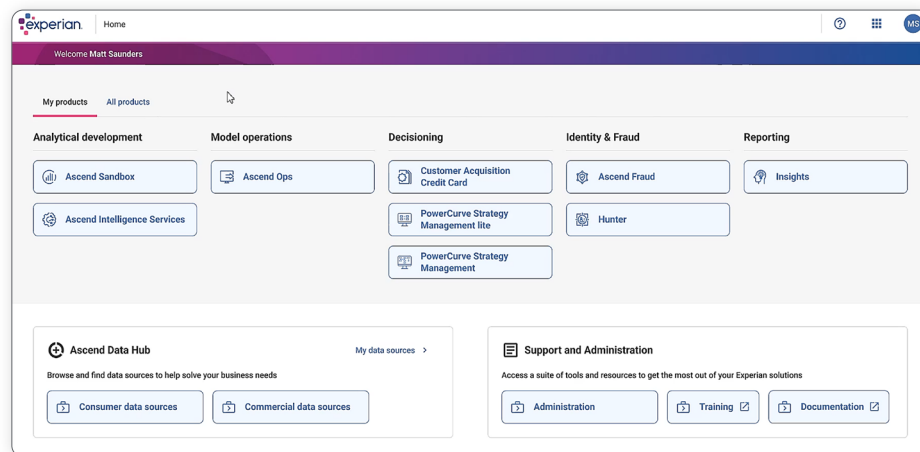 experian.
Home
MS
Welcome Matt Saunders
My products
All products
Analytical development
Model operations
Decisioning
Identity & Fraud
Reporting
Ascend Sandbox
Ascend Ops
Customer Acquisition
Credit Card
Ascend Fraud
Insights
Ascend Intelligence Services
PowerCurve Strategy
Management lite
Hunter
PowerCurve Strategy
Management
Ascend Data Hub
My data sources
Browse and find data sources to help solve your business needs
Consumer data sources
Commercial data sources
Support and Administration
Access a suite of tools and resources to get the most out of your Experian solutions
Administration
Training
Documentation